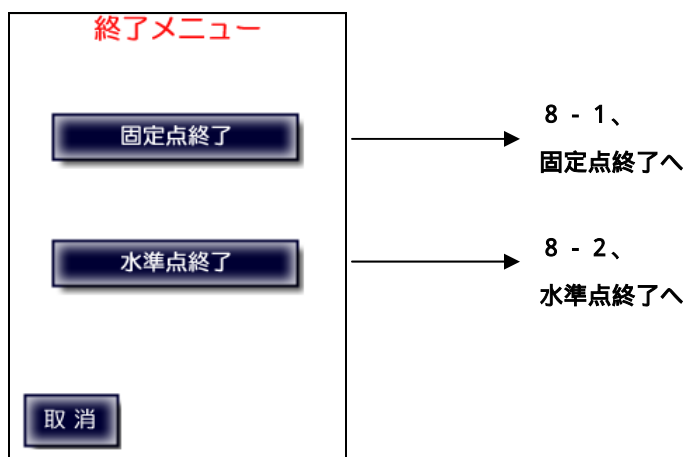 終了メニュー
固定点終了
８‐１、
固定点終了へ
水準点終了
８‐２、
水準点終了へ
取 消